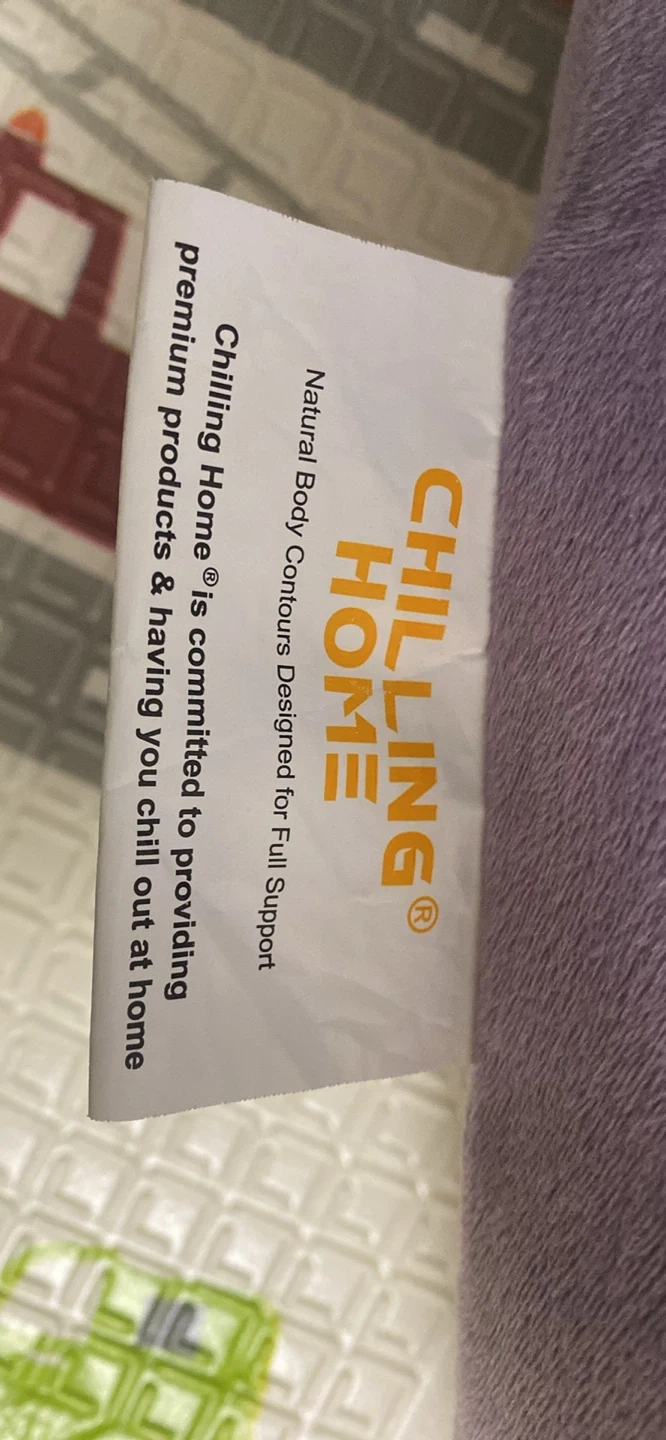 CHILLING®
HOME
Natural Body Contours Designed for Full Support
Chilling Home® is committed to providing
premium products & having you chill out at home